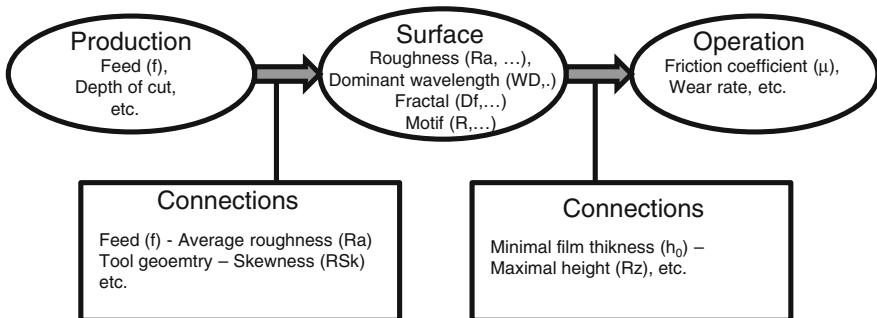 Production
Feed (f),
Depth of cut,
etc.
Surface
Roughness (Ra, ...),
Dominant wavelength (WD,.)
Fractal (Df,...)
Motif (R,...)
Operation
Friction coefficient (μ),
Wear rate, etc.
Connections
Feed (f) - Average roughness (Ra)
Tool geoemtry – Skewness (RSk)
etc.
Connections
Minimal film thikness (h₀) –
Maximal height (Rz), etc.